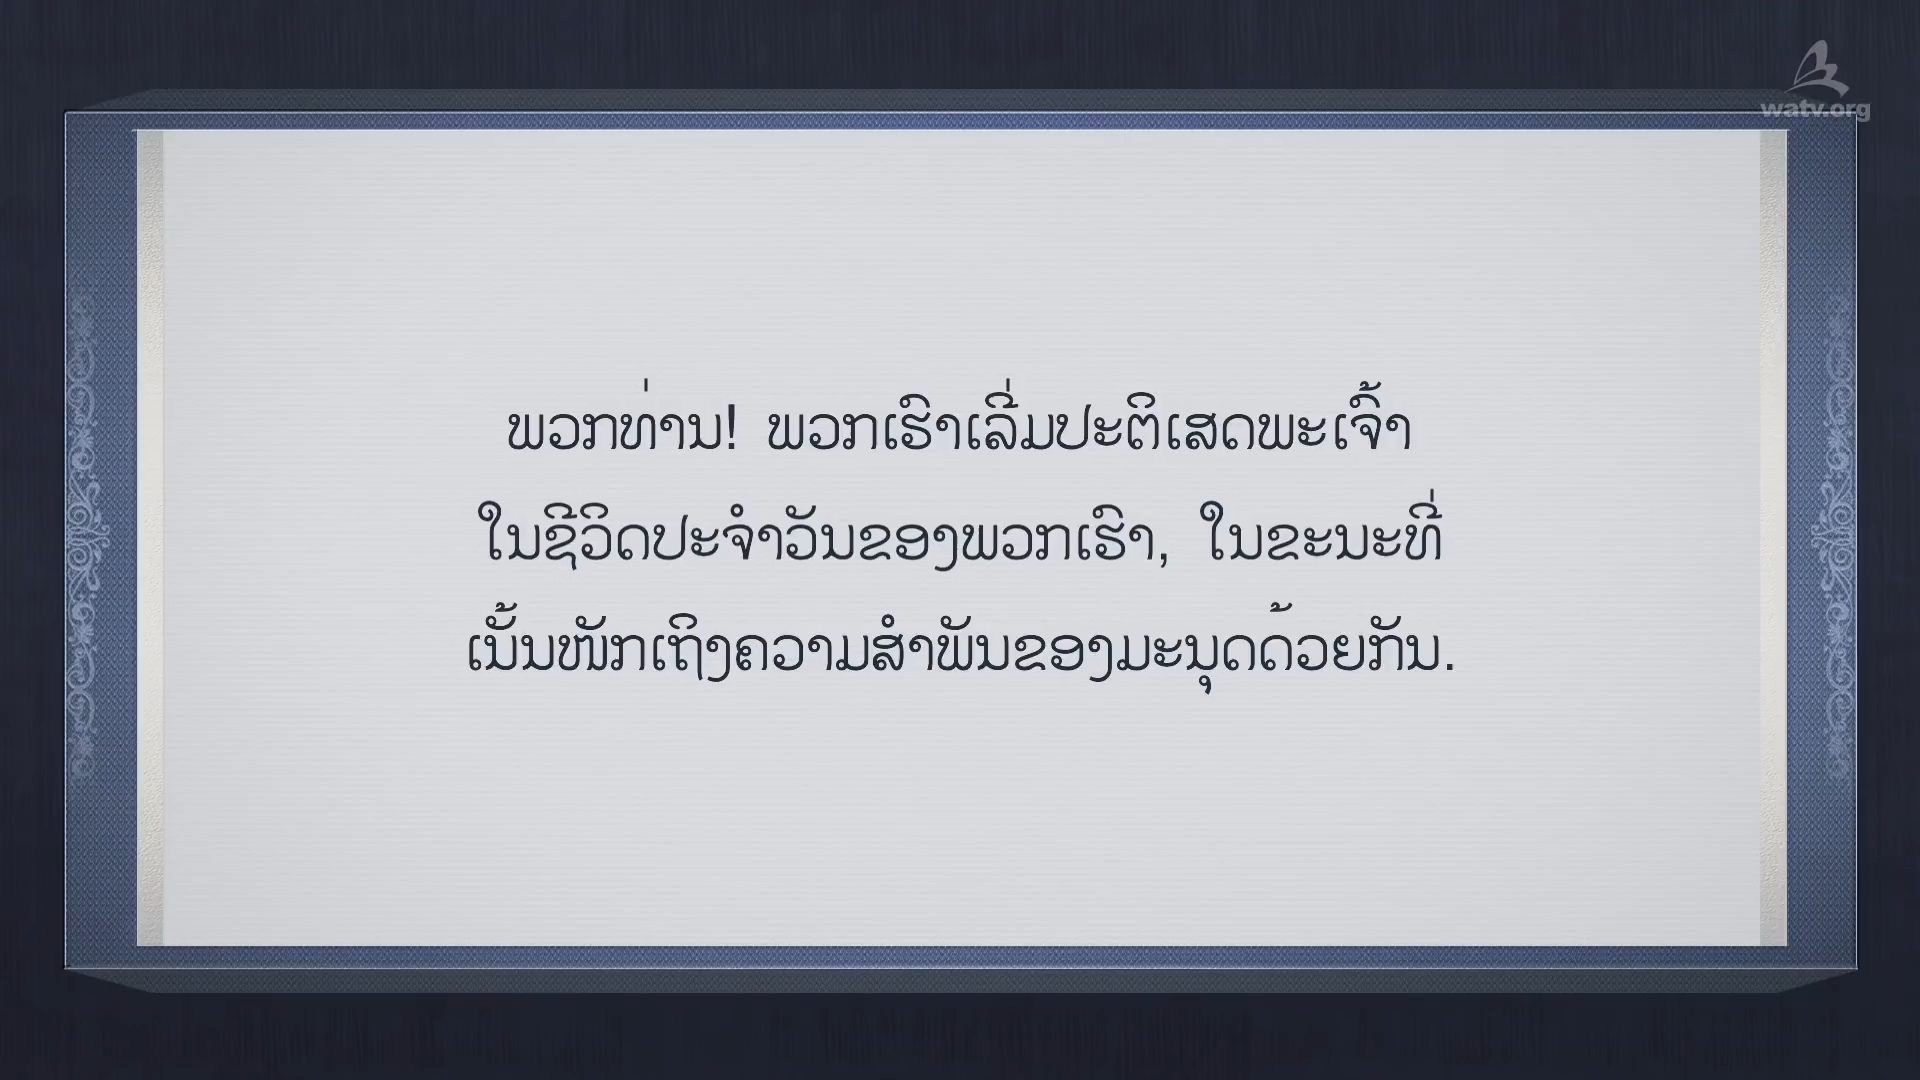 watv.org
ພວກທ່ານ! ພວກເຮົາເລີ່ມປະຕິເສດພະເຈົ້າ
ໃນຊີວິດປະຈຳວັນຂອງພວກເຮົາ, ໃນຂະນະທີ່
ເນັ້ນໜັກເຖິງຄວາມສຳພັນຂອງມະນຸດດ້ວຍກັນ.